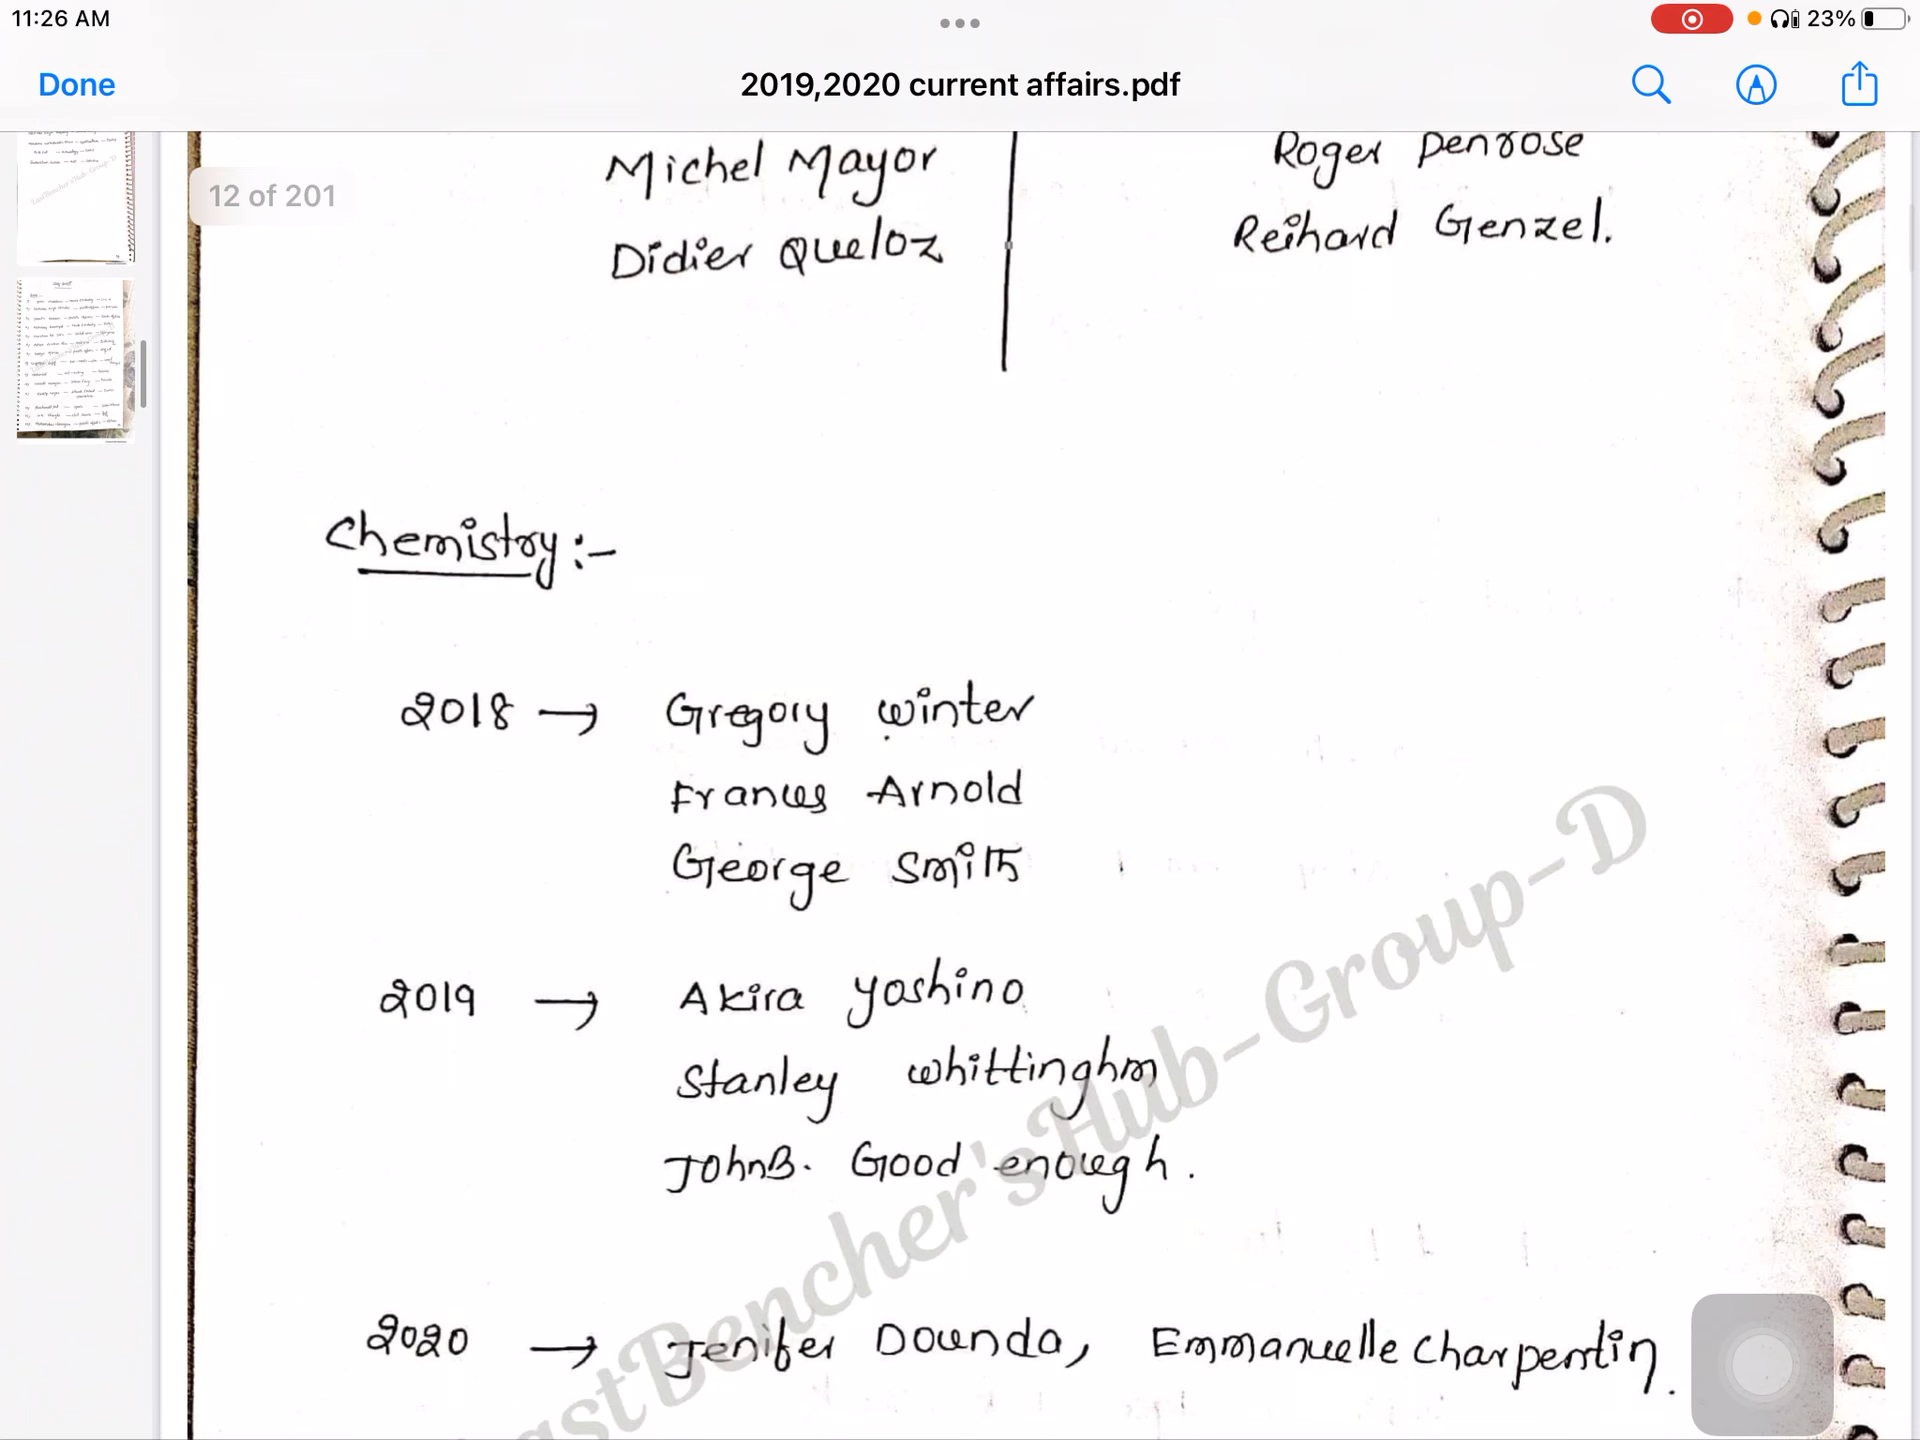 11:26 AM
23%
Done
2019,2020 current affairs.pdf
12 of 201
Michel Mayor
Didier Queloz
Roger penrose
Reihard Genzel.
Chemistry :-
2018 → Gregory winter
Frances Arnold
George Smith
2019 → Akira yoshino
Stanley whittinghm
JohnB. Good enough.
2020 → Jenifer Dounda, Emmanuelle Charpentin.
astBencher'sHub-Group-D